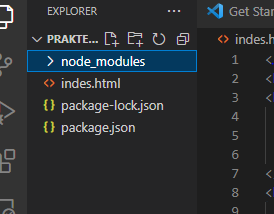 EXPLORER
PRAKTE...
node_modules
indes.html
package-lock.json
package.json
Get Star
indes.h
1
2
3
4
5
6
7
8
9